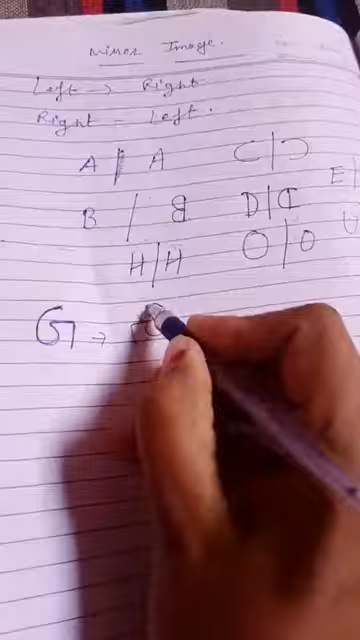 Mirror Image.
Left → Right
Right - Left.
A | A C | Ɔ
B / ᗺ D | ᗡ E |
H | H O | O U
G →